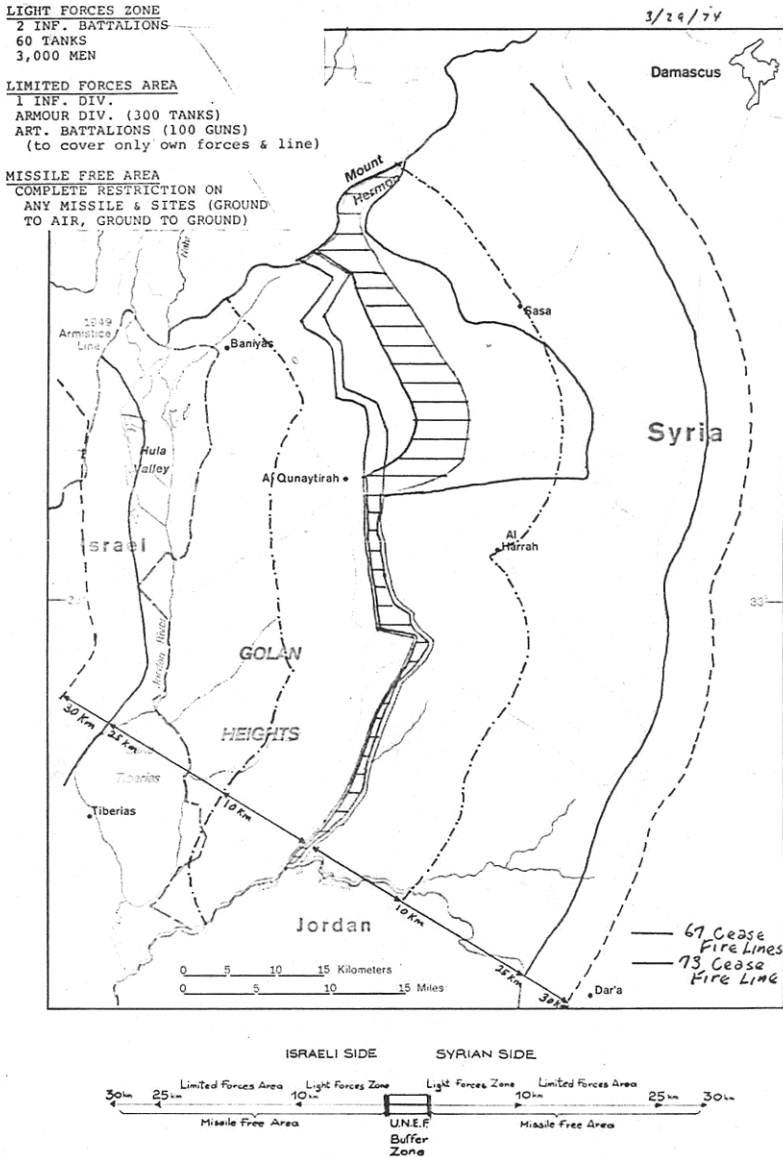 LIGHT FORCES ZONE
2 INF. BATTALIONS
60 TANKS
3,000 MEN
LIMITED FORCES AREA
1 INF. DIV.
ARMOUR DIV. (300 TANKS)
ART. BATTALIONS (100 GUNS)
(to cover only own forces & line)
MISSILE FREE AREA
COMPLETE RESTRICTION ON
ANY MISSILE & SITES (GROUND
TO AIR, GROUND TO GROUND)
3/29/74
Damascus
Mount
Hermon
Sasa
1949
Armistice
Line
Baniyas
Syria
Hula
Valley
Al Qunaytirah
Israel
Al
Harrah
33°
Jordan River
GOLAN
HEIGHTS
30 Km
25 Km
Tiberias
Tiberias
10 Km
Jordan
10 Km
25 Km
30 Km
Dar'a
67 Cease
Fire Lines
73 Cease
Fire Line
0 5 10 15 Kilometers
0 5 10 15 Miles
ISRAELI SIDE SYRIAN SIDE
30km 25km Limited Forces Area 10km Light Forces Zone Light Forces Zone 10km Limited Forces Area 25km 30km
Missile Free Area U.N.E.F. Missile Free Area
Buffer
Zone